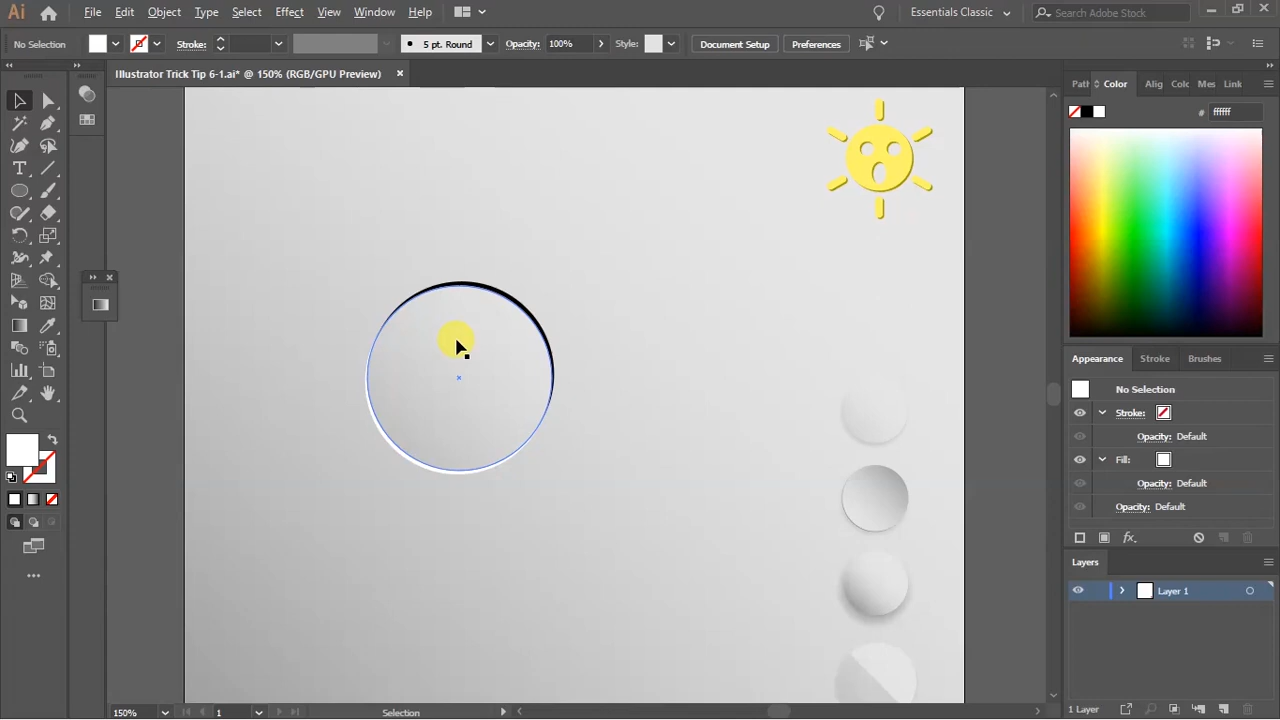 Ai File Edit Object Type Select Effect View Window Help Essentials Classic Search Adobe Stock
No Selection Stroke: 5 pt. Round Opacity: 100% Style: Document Setup Preferences
Illustrator Trick Tip 6-1.ai* @ 150% (RGB/GPU Preview)
Color Alig Colc Mes Link
# ffffff
Appearance Stroke Brushes
No Selection
Stroke:
Opacity: Default
Fill:
Opacity: Default
Opacity: Default
fx
Layers
Layer 1
1 Layer
150% 1 Selection